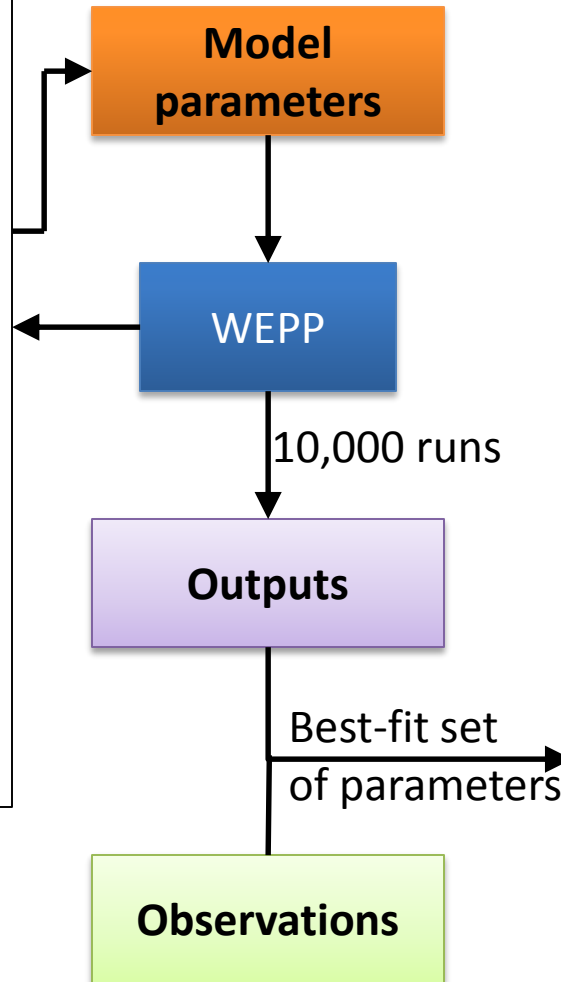 Model
parameters
WEPP
10,000 runs
Outputs
Best-fit set
of parameters
Observations